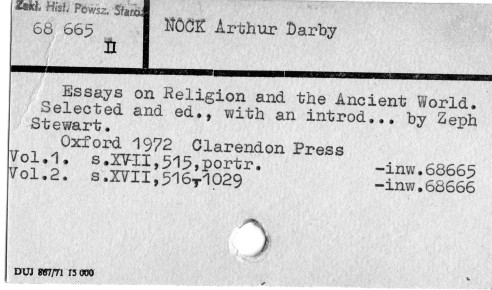 Zakł. Hist. Powsz. Staroż.
68 665
II
NOCK Arthur Darby
Essays on Religion and the Ancient World.
Selected and ed., with an introd... by Zeph
Stewart.
Oxford 1972 Clarendon Press
Vol.1. s.XVII,515,portr. -inw.68665
Vol.2. s.XVII,516-1029 -inw.68666
DUJ 867/71 15 000